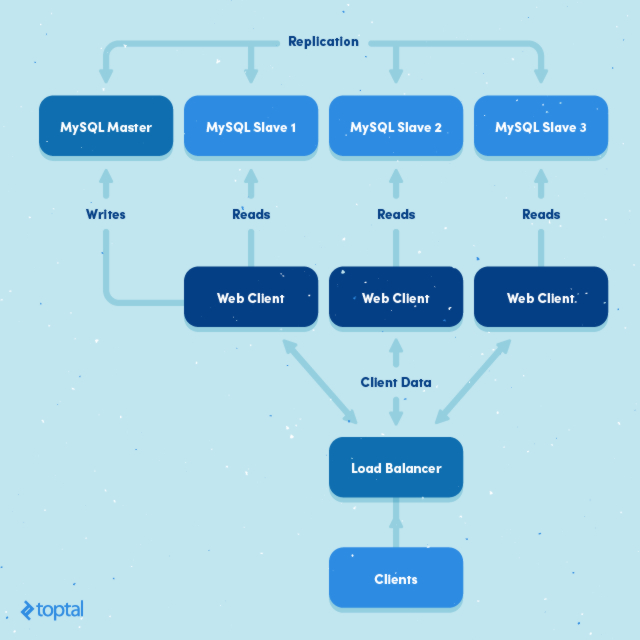 Replication
MySQL Master
MySQL Slave 1
MySQL Slave 2
MySQL Slave 3
Writes
Reads
Reads
Reads
Web Client
Web Client
Web Client
Client Data
Load Balancer
Clients
toptal